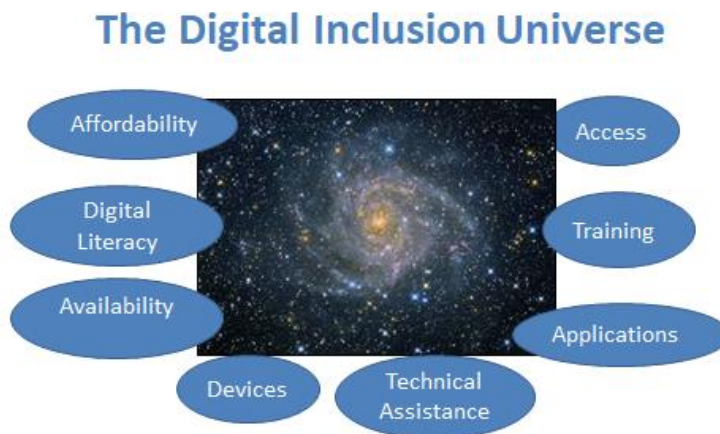 The Digital Inclusion Universe
Affordability
Access
Digital
Literacy
Training
Availability
Applications
Devices
Technical
Assistance